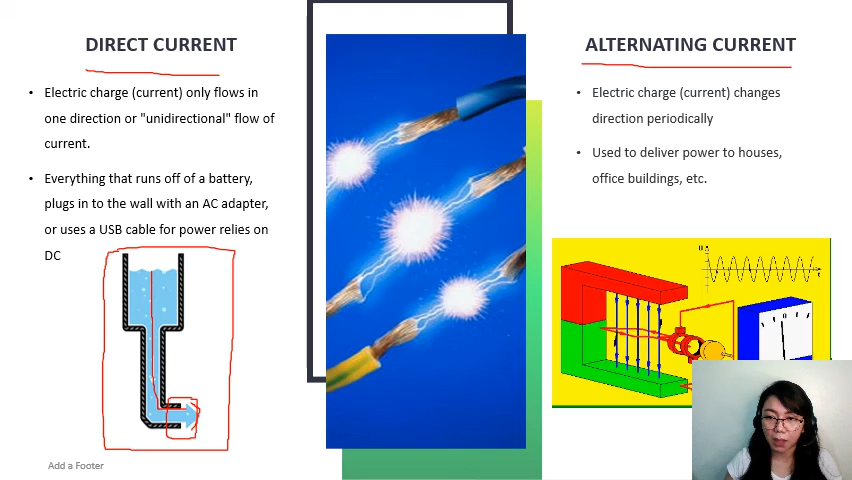 DIRECT CURRENT
• Electric charge (current) only flows in
one direction or "unidirectional" flow of
current.
• Everything that runs off of a battery,
plugs in to the wall with an AC adapter,
or uses a USB cable for power relies on
DC
Add a Footer
ALTERNATING CURRENT
• Electric charge (current) changes
direction periodically
• Used to deliver power to houses,
office buildings, etc.